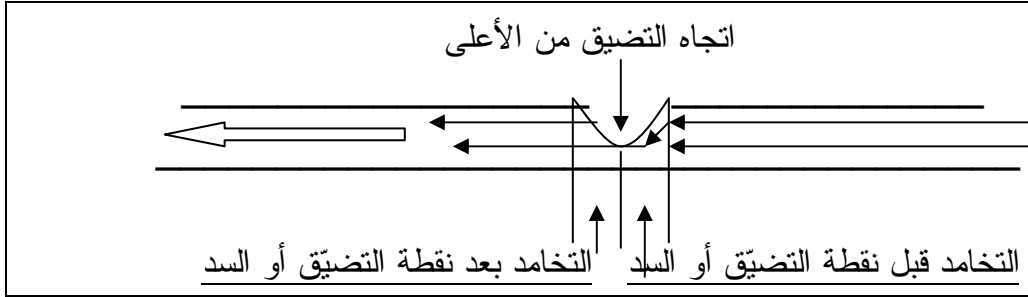 اتجاه التضيق من الأعلى
التخامد قبل نقطة التضيّق أو السد
التخامد بعد نقطة التضيّق أو السد